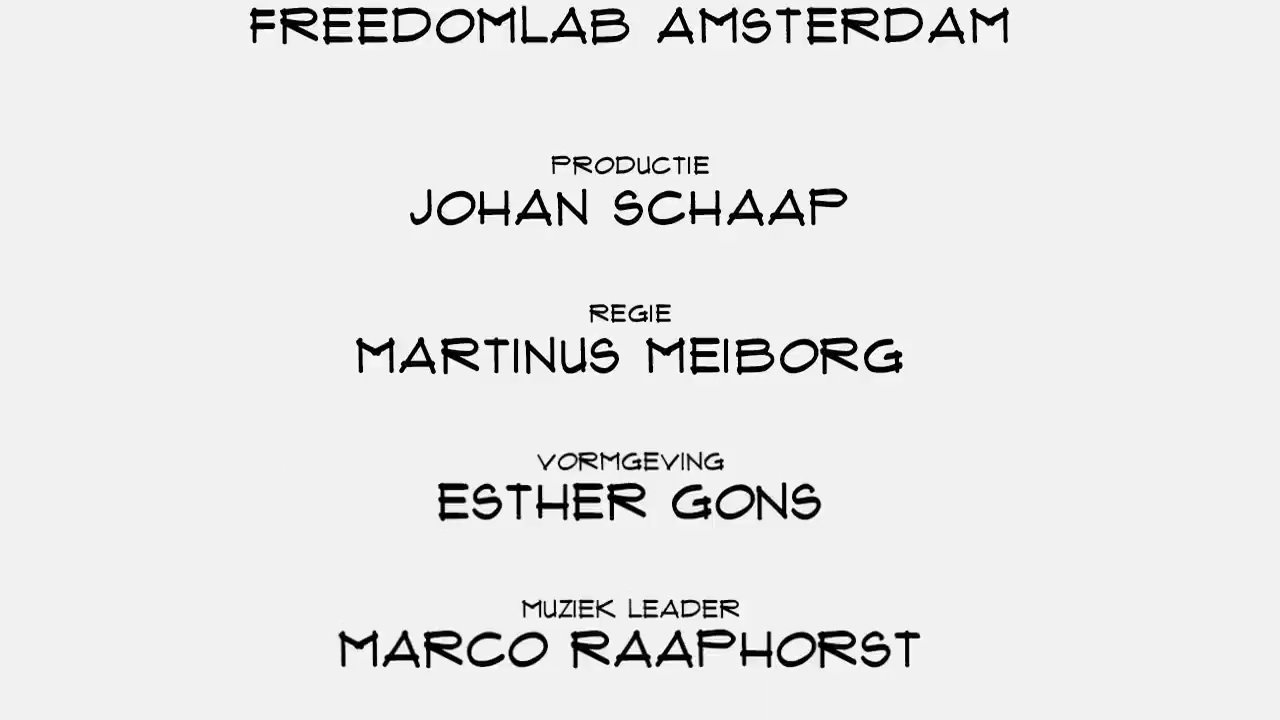 FREEDOMLAB AMSTERDAM
PRODUCTIE
JOHAN SCHAAP
REGIE
MARTINUS MEIBORG
VORMGEVING
ESTHER GONS
MUZIEK LEADER
MARCO RAAPHORST